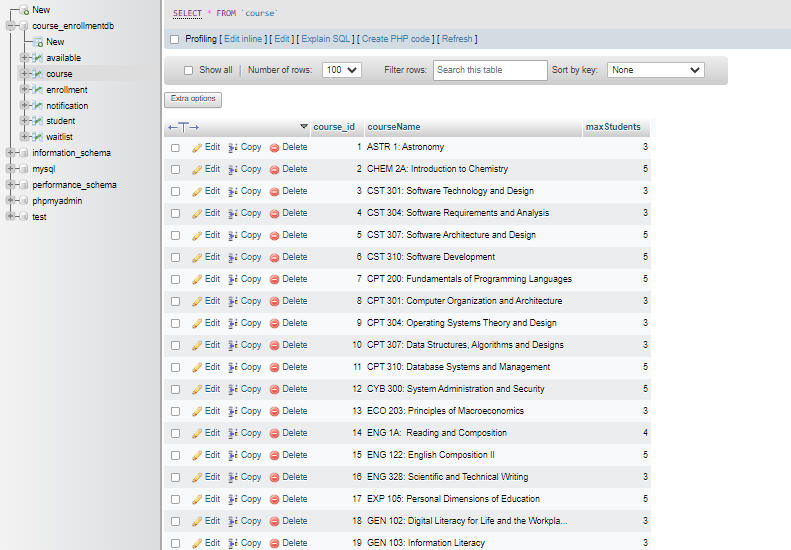 New
course_enrollmentdb
New
available
course
enrollment
notification
student
waitlist
information_schema
mysql
performance_schema
phpmyadmin
test
SELECT * FROM `course`
Profiling [ Edit inline ] [ Edit ] [ Explain SQL ] [ Create PHP code ] [ Refresh ]
Show all | Number of rows: 100 Filter rows: Search this table Sort by key: None
Extra options
←T→ course_id courseName maxStudents
Edit Copy Delete 1 ASTR 1: Astronomy 3
Edit Copy Delete 2 CHEM 2A: Introduction to Chemistry 5
Edit Copy Delete 3 CST 301: Software Technology and Design 3
Edit Copy Delete 4 CST 304: Software Requirements and Analysis 3
Edit Copy Delete 5 CST 307: Software Architecture and Design 5
Edit Copy Delete 6 CST 310: Software Development 5
Edit Copy Delete 7 CPT 200: Fundamentals of Programming Languages 5
Edit Copy Delete 8 CPT 301: Computer Organization and Architecture 3
Edit Copy Delete 9 CPT 304: Operating Systems Theory and Design 3
Edit Copy Delete 10 CPT 307: Data Structures, Algorithms and Designs 3
Edit Copy Delete 11 CPT 310: Database Systems and Management 5
Edit Copy Delete 12 CYB 300: System Administration and Security 5
Edit Copy Delete 13 ECO 203: Principles of Macroeconomics 3
Edit Copy Delete 14 ENG 1A: Reading and Composition 4
Edit Copy Delete 15 ENG 122: English Composition II 5
Edit Copy Delete 16 ENG 328: Scientific and Technical Writing 3
Edit Copy Delete 17 EXP 105: Personal Dimensions of Education 5
Edit Copy Delete 18 GEN 102: Digital Literacy for Life and the Workpla... 3
Edit Copy Delete 19 GEN 103: Information Literacy 3